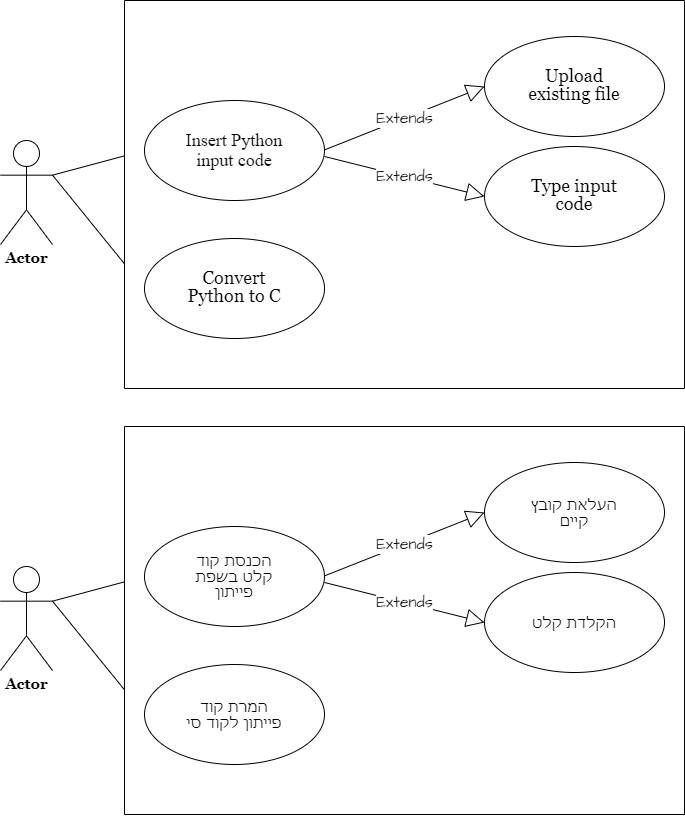 Upload
existing file
Extends
Insert Python
input code
Extends
Type input
code
Actor
Convert
Python to C
העלאת קובץ
קיים
Extends
הכנסת קוד
קלט בשפת
פייתון
Extends
הקלדת קלט
Actor
המרת קוד
פייתון לקוד סי